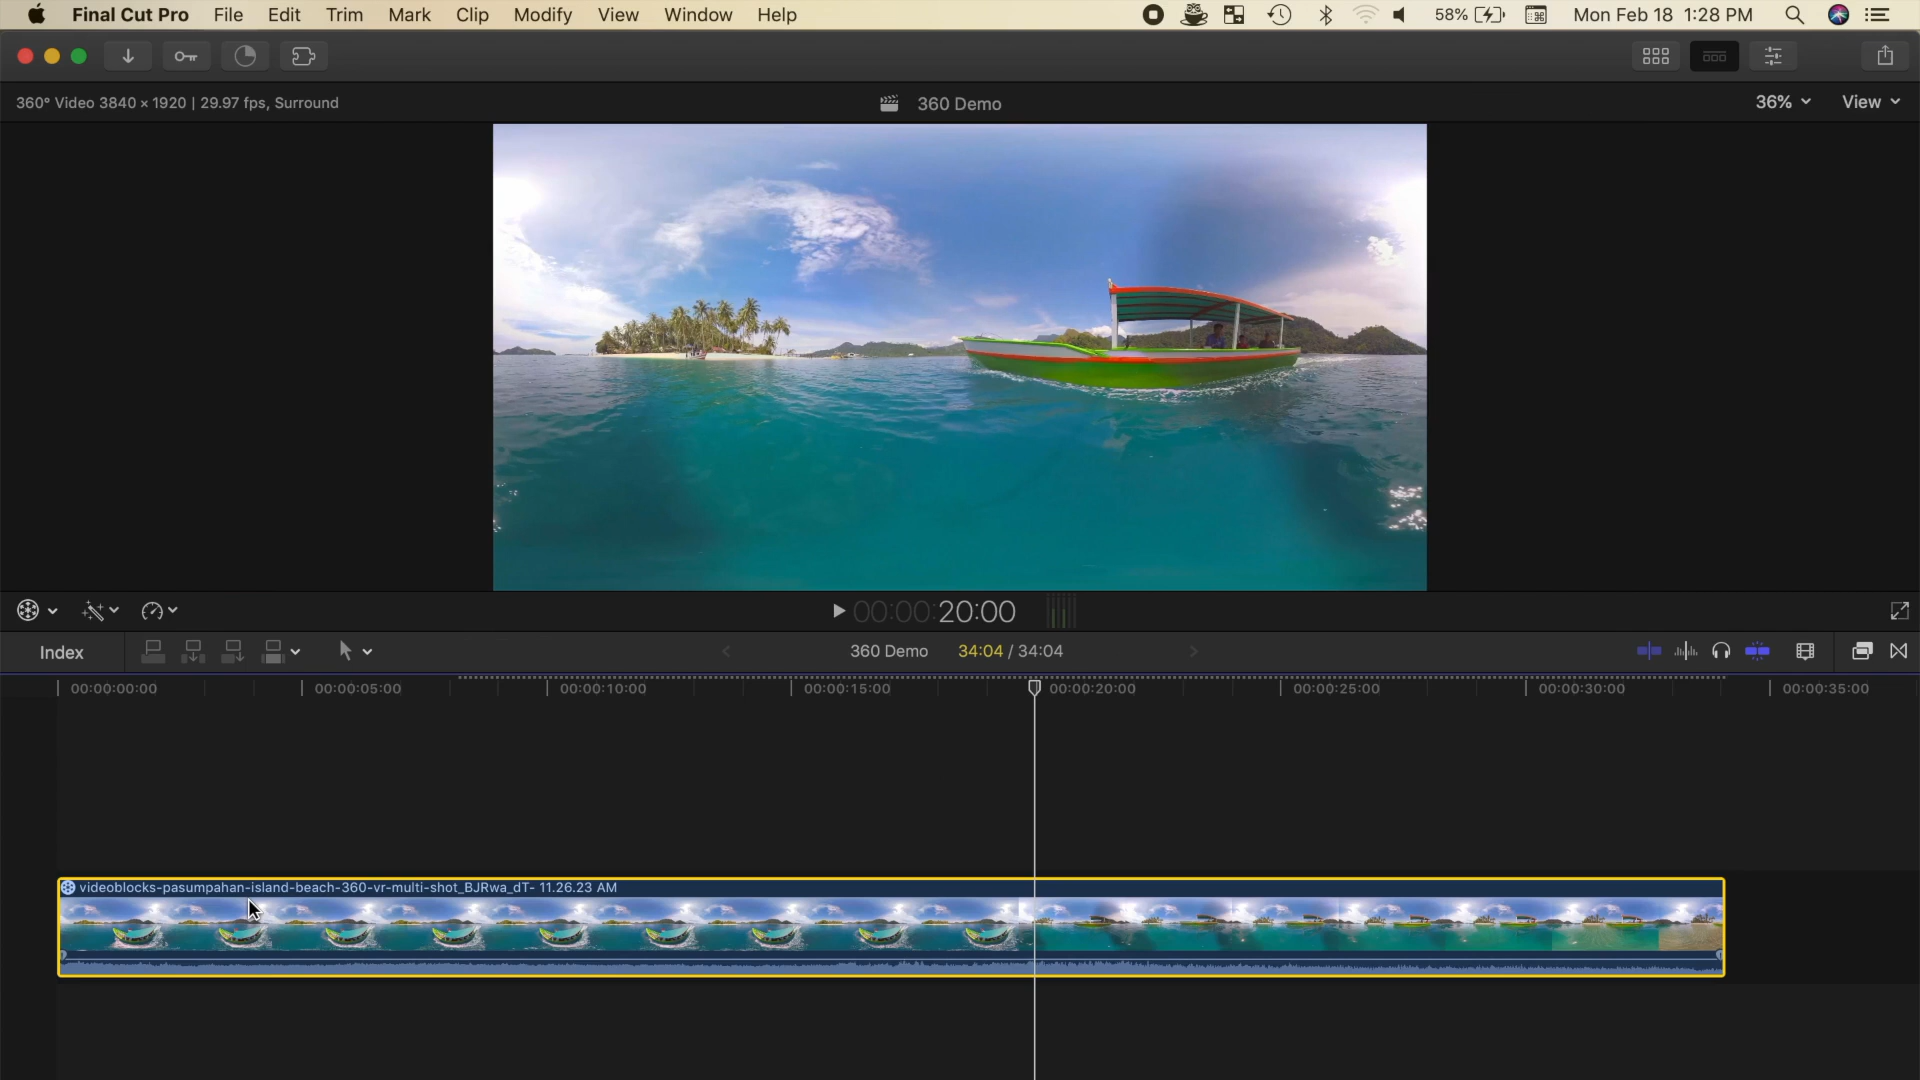 Final Cut Pro File Edit Trim Mark Clip Modify View Window Help 58% Mon Feb 18 1:28 PM
360° Video 3840 × 1920 | 29.97 fps, Surround 360 Demo 36% View
00:00:20:00
Index 360 Demo 34:04 / 34:04
00:00:00:00 00:00:05:00 00:00:10:00 00:00:15:00 00:00:20:00 00:00:25:00 00:00:30:00 00:00:35:00
videoblocks-pasumpahan-island-beach-360-vr-multi-shot_BJRwa_dT- 11.26.23 AM